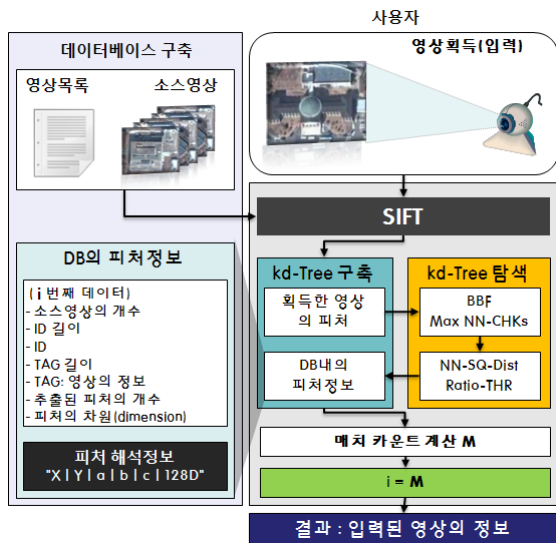 사용자
데이터베이스 구축
영상목록
소스영상
영상획득(입력)
SIFT
DB의 피처정보
( i 번째 데이터)
- 소스영상의 개수
- ID 길이
- ID
- TAG 길이
- TAG: 영상의 정보
- 추출된 피처의 개수
- 피처의 차원(dimension)
피처 해석정보
"X | Y | a | b | c | 128D"
kd-Tree 구축
획득한 영상
의 피처
DB내의
피처정보
kd-Tree 탐색
BBF
Max NN-CHKs
NN-SQ-Dist
Ratio-THR
매치 카운트 계산 M
i = M
결과 : 입력된 영상의 정보